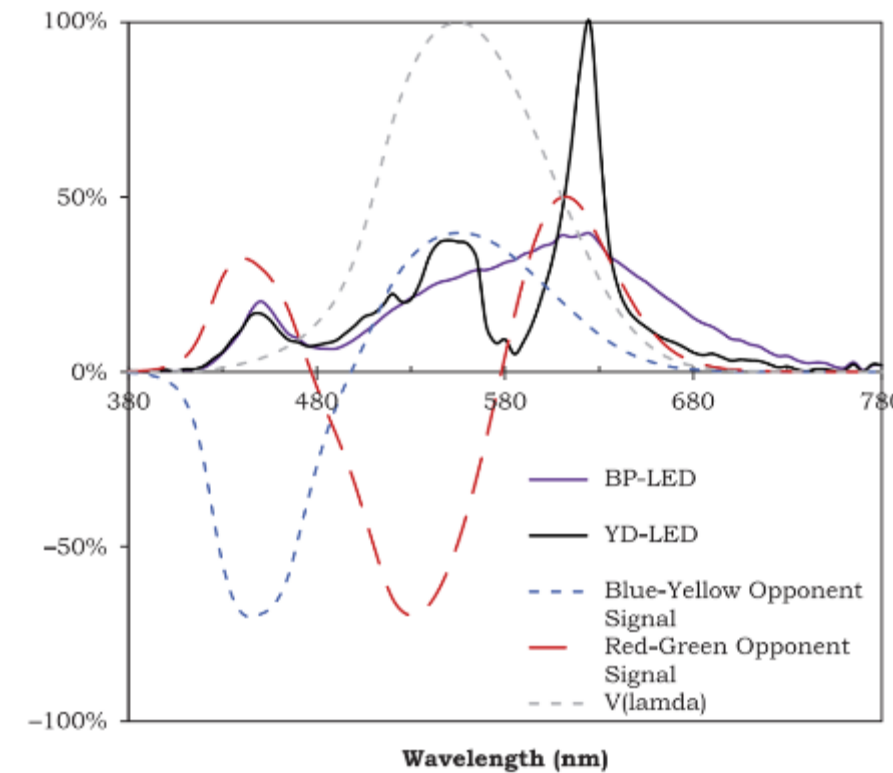 100%
50%
0%
380 480 580 680 780
BP-LED
YD-LED
−50%
Blue-Yellow Opponent
Signal
Red-Green Opponent
Signal
V(lamda)
−100%
Wavelength (nm)